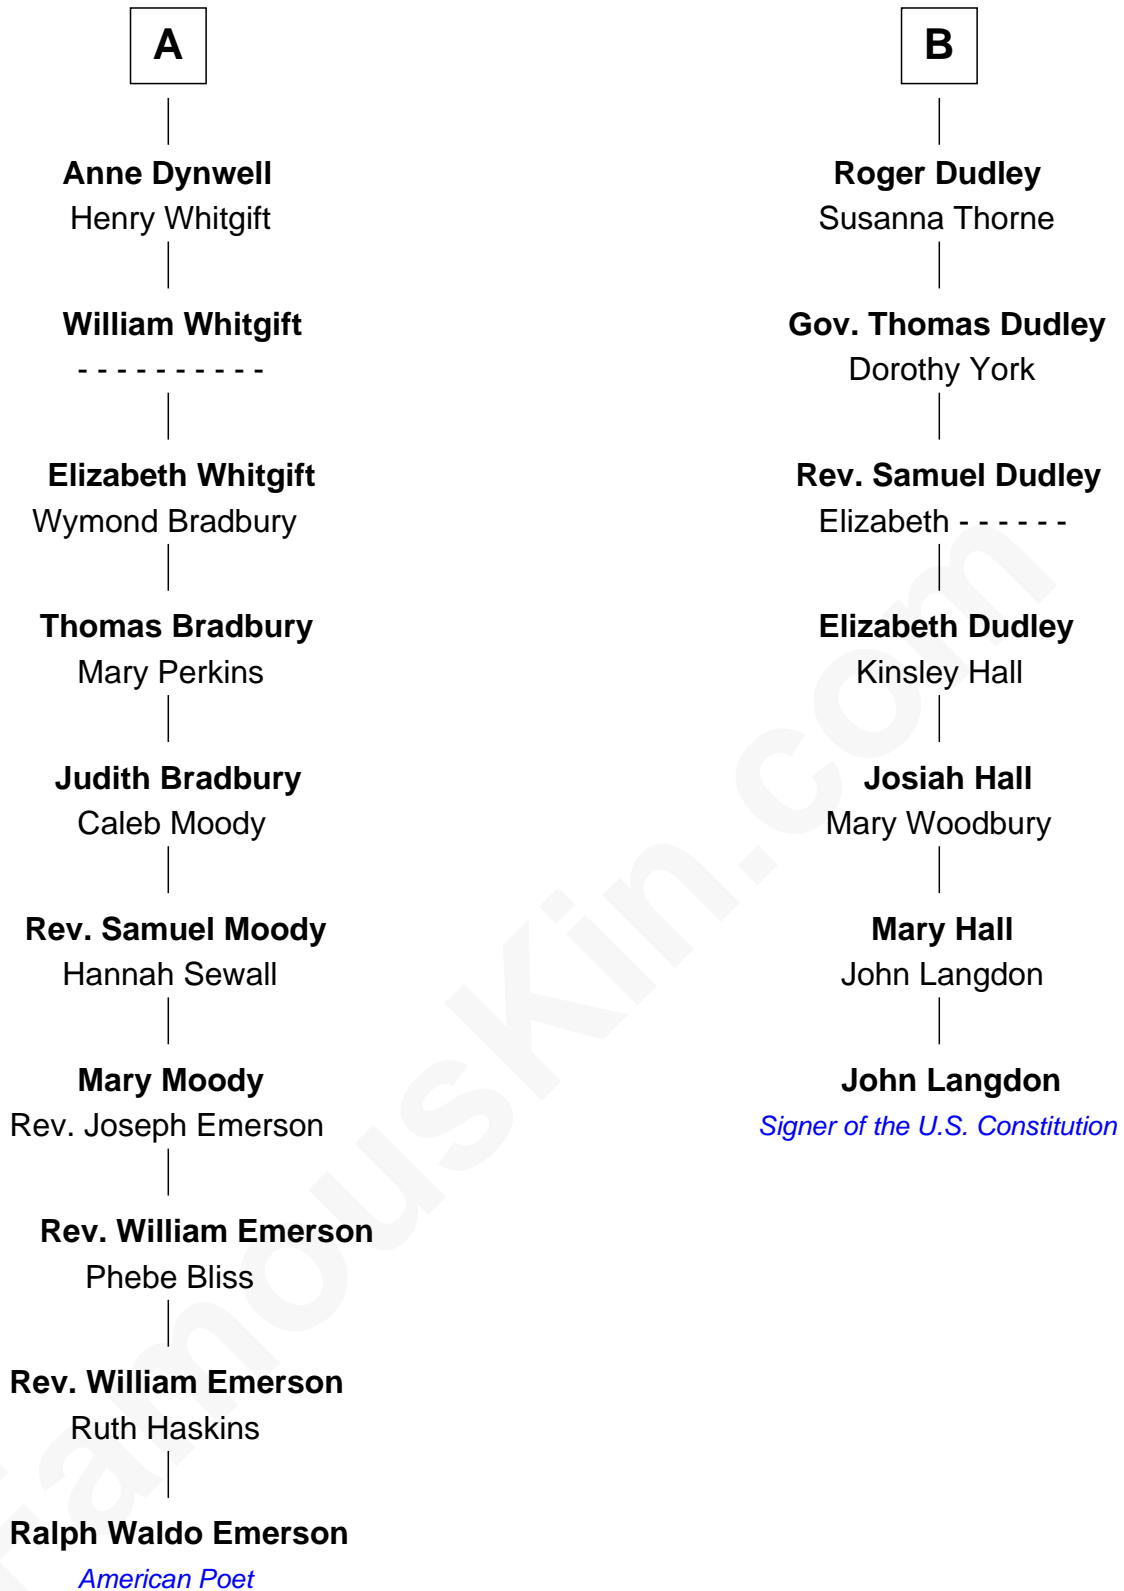 A
Anne Dynwell
Henry Whitgift
William Whitgift
- - - - - - - - - -
Elizabeth Whitgift
Wymond Bradbury
Thomas Bradbury
Mary Perkins
Judith Bradbury
Caleb Moody
Rev. Samuel Moody
Hannah Sewall
Mary Moody
Rev. Joseph Emerson
Rev. William Emerson
Phebe Bliss
Rev. William Emerson
Ruth Haskins
Ralph Waldo Emerson
American Poet
B
Roger Dudley
Susanna Thorne
Gov. Thomas Dudley
Dorothy York
Rev. Samuel Dudley
Elizabeth - - - - - -
Elizabeth Dudley
Kinsley Hall
Josiah Hall
Mary Woodbury
Mary Hall
John Langdon
John Langdon
Signer of the U.S. Constitution
FamousKin.com